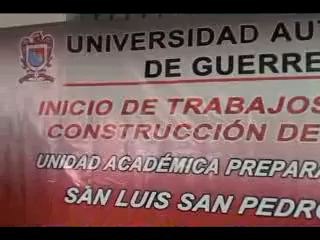 UNIVERSIDAD AUT
DE GUERRE
INICIO DE TRABAJOS
CONSTRUCCIÓN DE
UNIDAD ACADÉMICA PREPARA
SAN LUIS SAN PEDRO